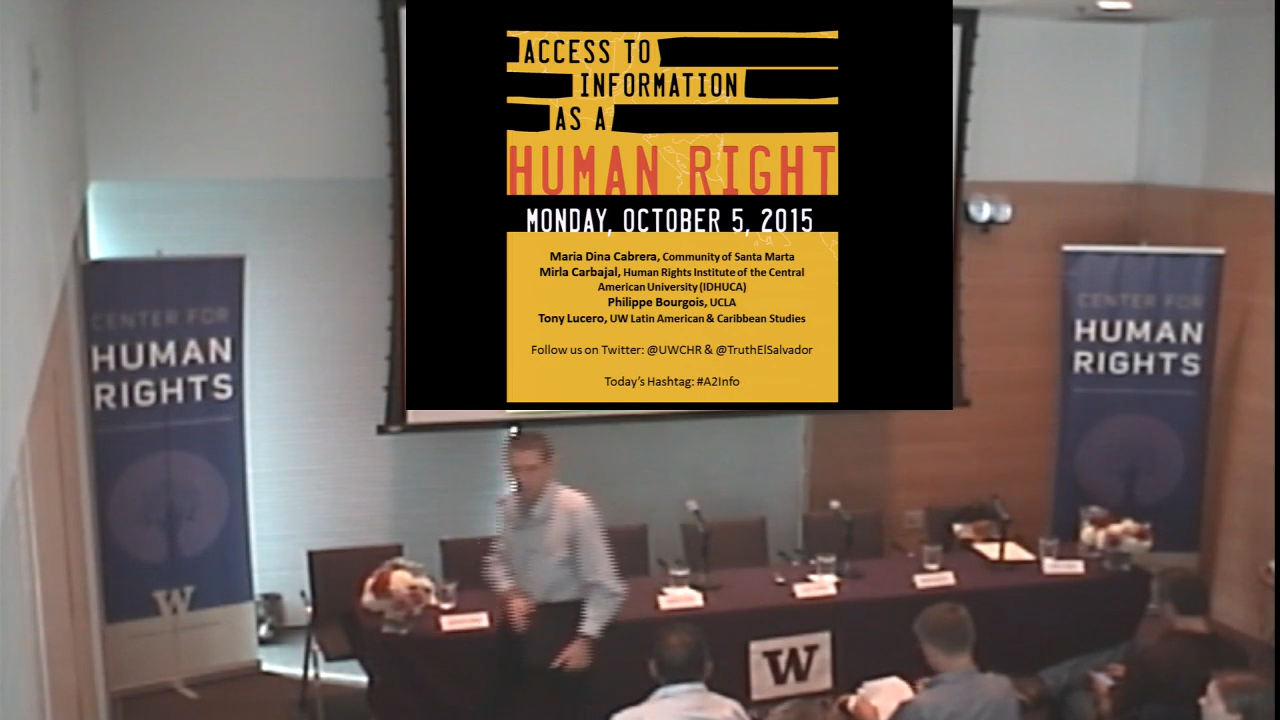 ACCESS TO
INFORMATION
AS A
HUMAN RIGHT
MONDAY, OCTOBER 5, 2015
Maria Dina Cabrera, Community of Santa Marta
Mirla Carbajal, Human Rights Institute of the Central
American University (IDHUCA)
Philippe Bourgois, UCLA
Tony Lucero, UW Latin American & Caribbean Studies
Follow us on Twitter: @UWCHR & @TruthElSalvador
Today's Hashtag: #A2Info
CENTER FOR
HUMAN
RIGHTS
W
CENTER FOR
HUMAN
RIGHTS
W